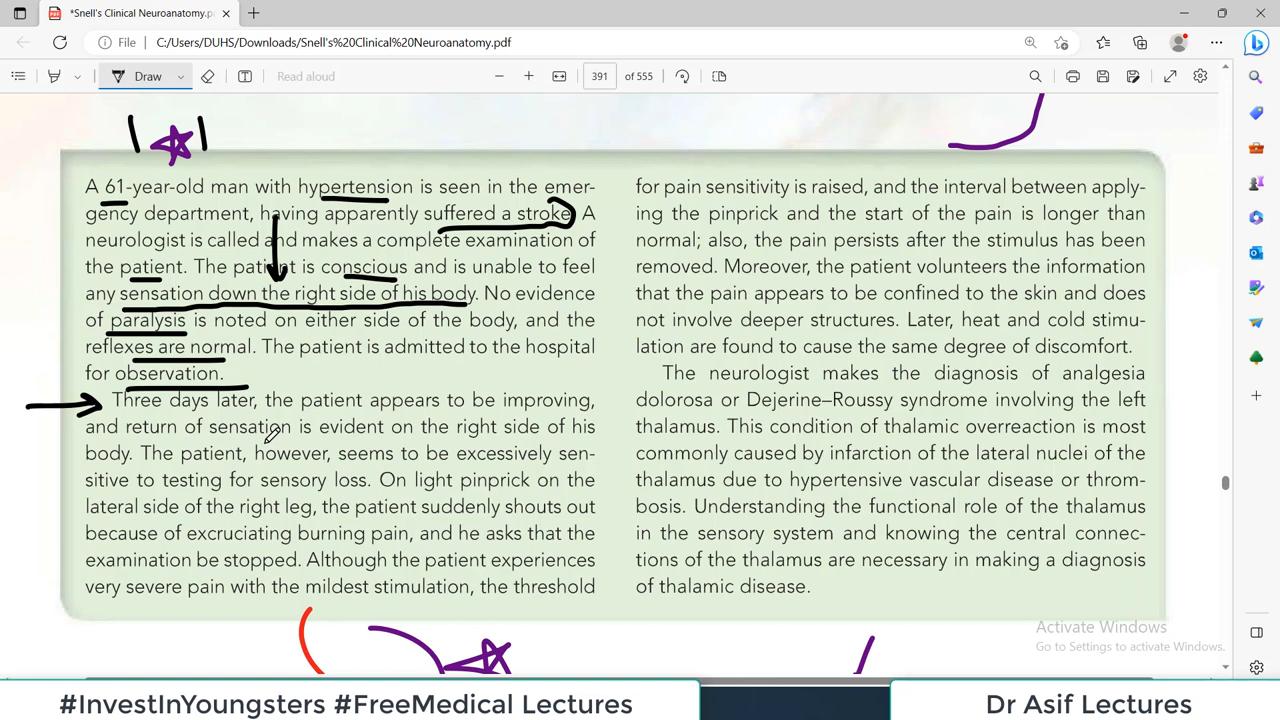 *Snell's Clinical Neuroanatomy.p
File
C:/Users/DUHS/Downloads/Snell's%20Clinical%20Neuroanatomy.pdf
Draw
Read aloud
391
of 555
A 61-year-old man with hypertension is seen in the emer-
gency department, having apparently suffered a stroke. A
neurologist is called and makes a complete examination of
the patient. The patient is conscious and is unable to feel
any sensation down the right side of his body. No evidence
of paralysis is noted on either side of the body, and the
reflexes are normal. The patient is admitted to the hospital
for observation.
Three days later, the patient appears to be improving,
and return of sensation is evident on the right side of his
body. The patient, however, seems to be excessively sen-
sitive to testing for sensory loss. On light pinprick on the
lateral side of the right leg, the patient suddenly shouts out
because of excruciating burning pain, and he asks that the
examination be stopped. Although the patient experiences
very severe pain with the mildest stimulation, the threshold
for pain sensitivity is raised, and the interval between apply-
ing the pinprick and the start of the pain is longer than
normal; also, the pain persists after the stimulus has been
removed. Moreover, the patient volunteers the information
that the pain appears to be confined to the skin and does
not involve deeper structures. Later, heat and cold stimu-
lation are found to cause the same degree of discomfort.
The neurologist makes the diagnosis of analgesia
dolorosa or Dejerine–Roussy syndrome involving the left
thalamus. This condition of thalamic overreaction is most
commonly caused by infarction of the lateral nuclei of the
thalamus due to hypertensive vascular disease or throm-
bosis. Understanding the functional role of the thalamus
in the sensory system and knowing the central connec-
tions of the thalamus are necessary in making a diagnosis
of thalamic disease.
Activate Windows
Go to Settings to activate Windows.
#InvestInYoungsters #FreeMedical Lectures
Dr Asif Lectures